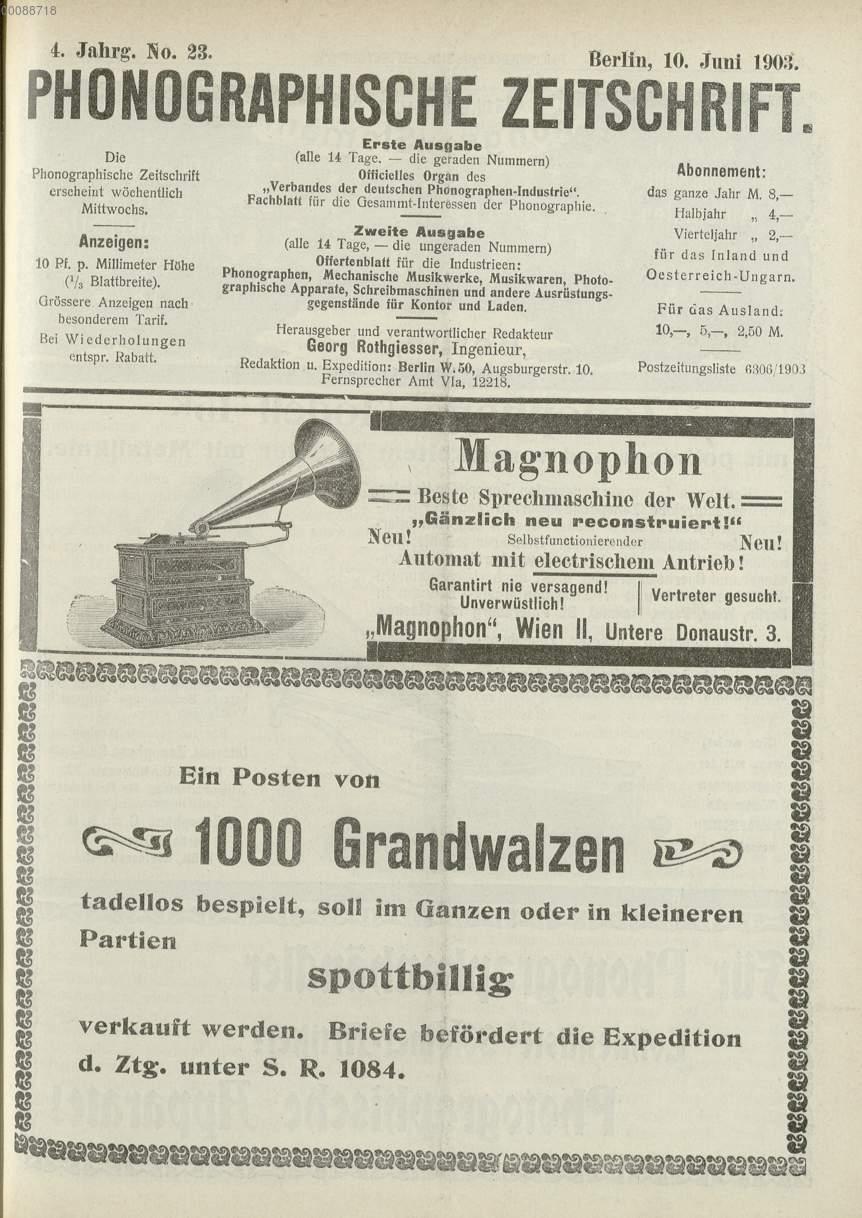 00088718
4. Jahrg. No. 23.
Berlin, 10. Juni 1903.
PHONOGRAPHISCHE ZEITSCHRIFT.
Die
Phonographische Zeitschrift
erscheint wöchentlich
Mittwochs.
Anzeigen:
10 Pf. p. Millimeter Höhe
(1/3 Blattbreite).
Grössere Anzeigen nach
besonderem Tarif.
Bei Wiederholungen
entspr. Rabatt.
Erste Ausgabe
(alle 14 Tage. — die geraden Nummern)
Officielles Organ des
„Verbandes der deutschen Phonographen-Industrie“.
Fachblatt für die Gesammt-Interessen der Phonographie.
Zweite Ausgabe
(alle 14 Tage, — die ungeraden Nummern)
Offertenblatt für die Industrieen:
Phonographen, Mechanische Musikwerke, Musikwaren, Photo-
graphische Apparate, Schreibmaschinen und andere Ausrüstungs-
gegenstände für Kontor und Laden.
Herausgeber und verantwortlicher Redakteur
Georg Rothgiesser, Ingenieur,
Redaktion u. Expedition: Berlin W. 50, Augsburgerstr. 10.
Fernsprecher Amt VIa, 12218.
Abonnement:
das ganze Jahr M. 8,—
Halbjahr „ 4,—
Vierteljahr „ 2,—
für das Inland und
Oesterreich-Ungarn.
Für das Ausland:
10,—, 5,—, 2,50 M.
Postzeitungsliste 6306/1903
Magnophon
Beste Sprechmaschine der Welt.
„Gänzlich neu reconstruiert!“
Neu! Selbstfunctionierender Neu!
Automat mit electrischem Antrieb!
Garantirt nie versagend!
Unverwüstlich!
Vertreter gesucht.
„Magnophon“, Wien II, Untere Donaustr. 3.
Ein Posten von
1000 Grandwalzen
tadellos bespielt, soll im Ganzen oder in kleineren
Partien
spottbillig
verkauft werden. Briefe befördert die Expedition
d. Ztg. unter S. R. 1084.